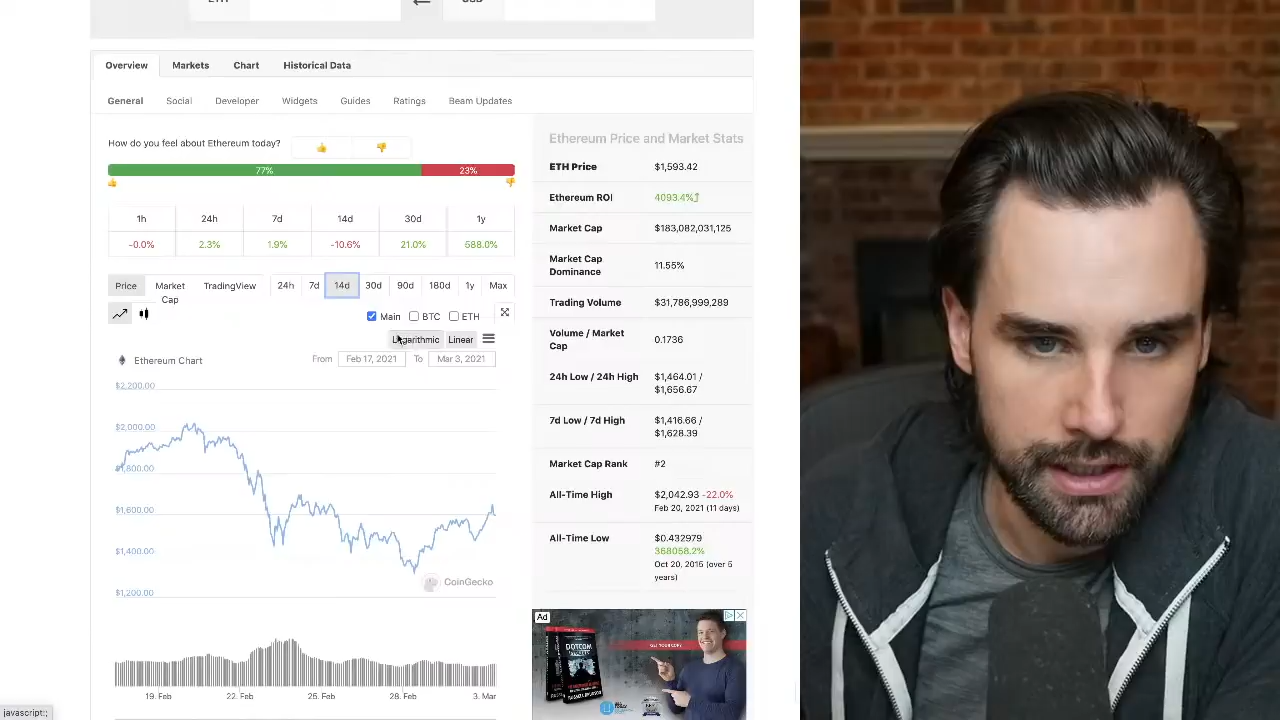 Overview Markets Chart Historical Data
General Social Developer Widgets Guides Ratings Beam Updates
How do you feel about Ethereum today?
77% 23%
1h 24h 7d 14d 30d 1y
-0.0% 2.3% 1.9% -10.6% 21.0% 588.0%
Price Market Cap TradingView 24h 7d 14d 30d 90d 180d 1y Max
Main BTC ETH
Logarithmic Linear
Ethereum Chart From Feb 17, 2021 To Mar 3, 2021
$2,200.00
$2,000.00
$1,800.00
$1,600.00
$1,400.00
CoinGecko
$1,200.00
19. Feb 22. Feb 25. Feb 28. Feb 3. Mar
Ethereum Price and Market Stats
ETH Price $1,593.42
Ethereum ROI 4093.4%
Market Cap $183,082,031,125
Market Cap Dominance 11.55%
Trading Volume $31,786,999,289
Volume / Market Cap 0.1736
24h Low / 24h High $1,464.01 / $1,656.67
7d Low / 7d High $1,416.66 / $1,628.39
Market Cap Rank #2
All-Time High $2,042.93 -22.0%
Feb 20, 2021 (11 days)
All-Time Low $0.432979
368058.2%
Oct 20, 2015 (over 5 years)
Ad
DOTCOM
javascript:;